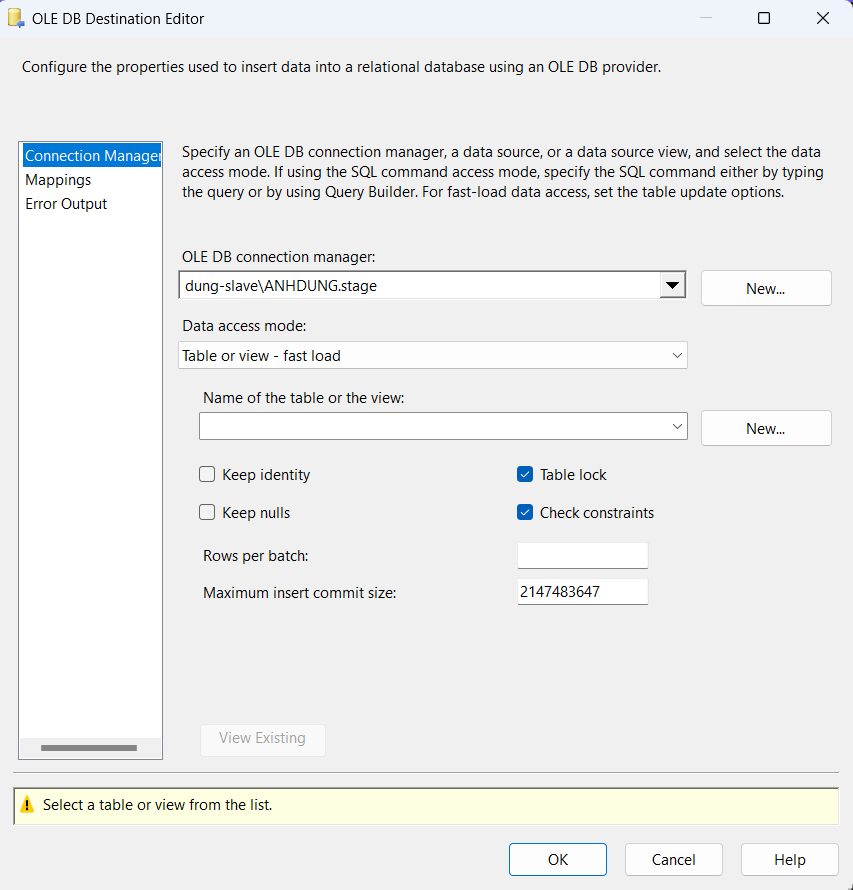 OLE DB Destination Editor
Configure the properties used to insert data into a relational database using an OLE DB provider.
Connection Manager
Mappings
Error Output
Specify an OLE DB connection manager, a data source, or a data source view, and select the data
access mode. If using the SQL command access mode, specify the SQL command either by typing
the query or by using Query Builder. For fast-load data access, set the table update options.
OLE DB connection manager:
dung-slave\ANHDUNG.stage
New...
Data access mode:
Table or view - fast load
Name of the table or the view:
New...
Keep identity
Table lock
Keep nulls
Check constraints
Rows per batch:
Maximum insert commit size:
2147483647
View Existing
Select a table or view from the list.
OK
Cancel
Help